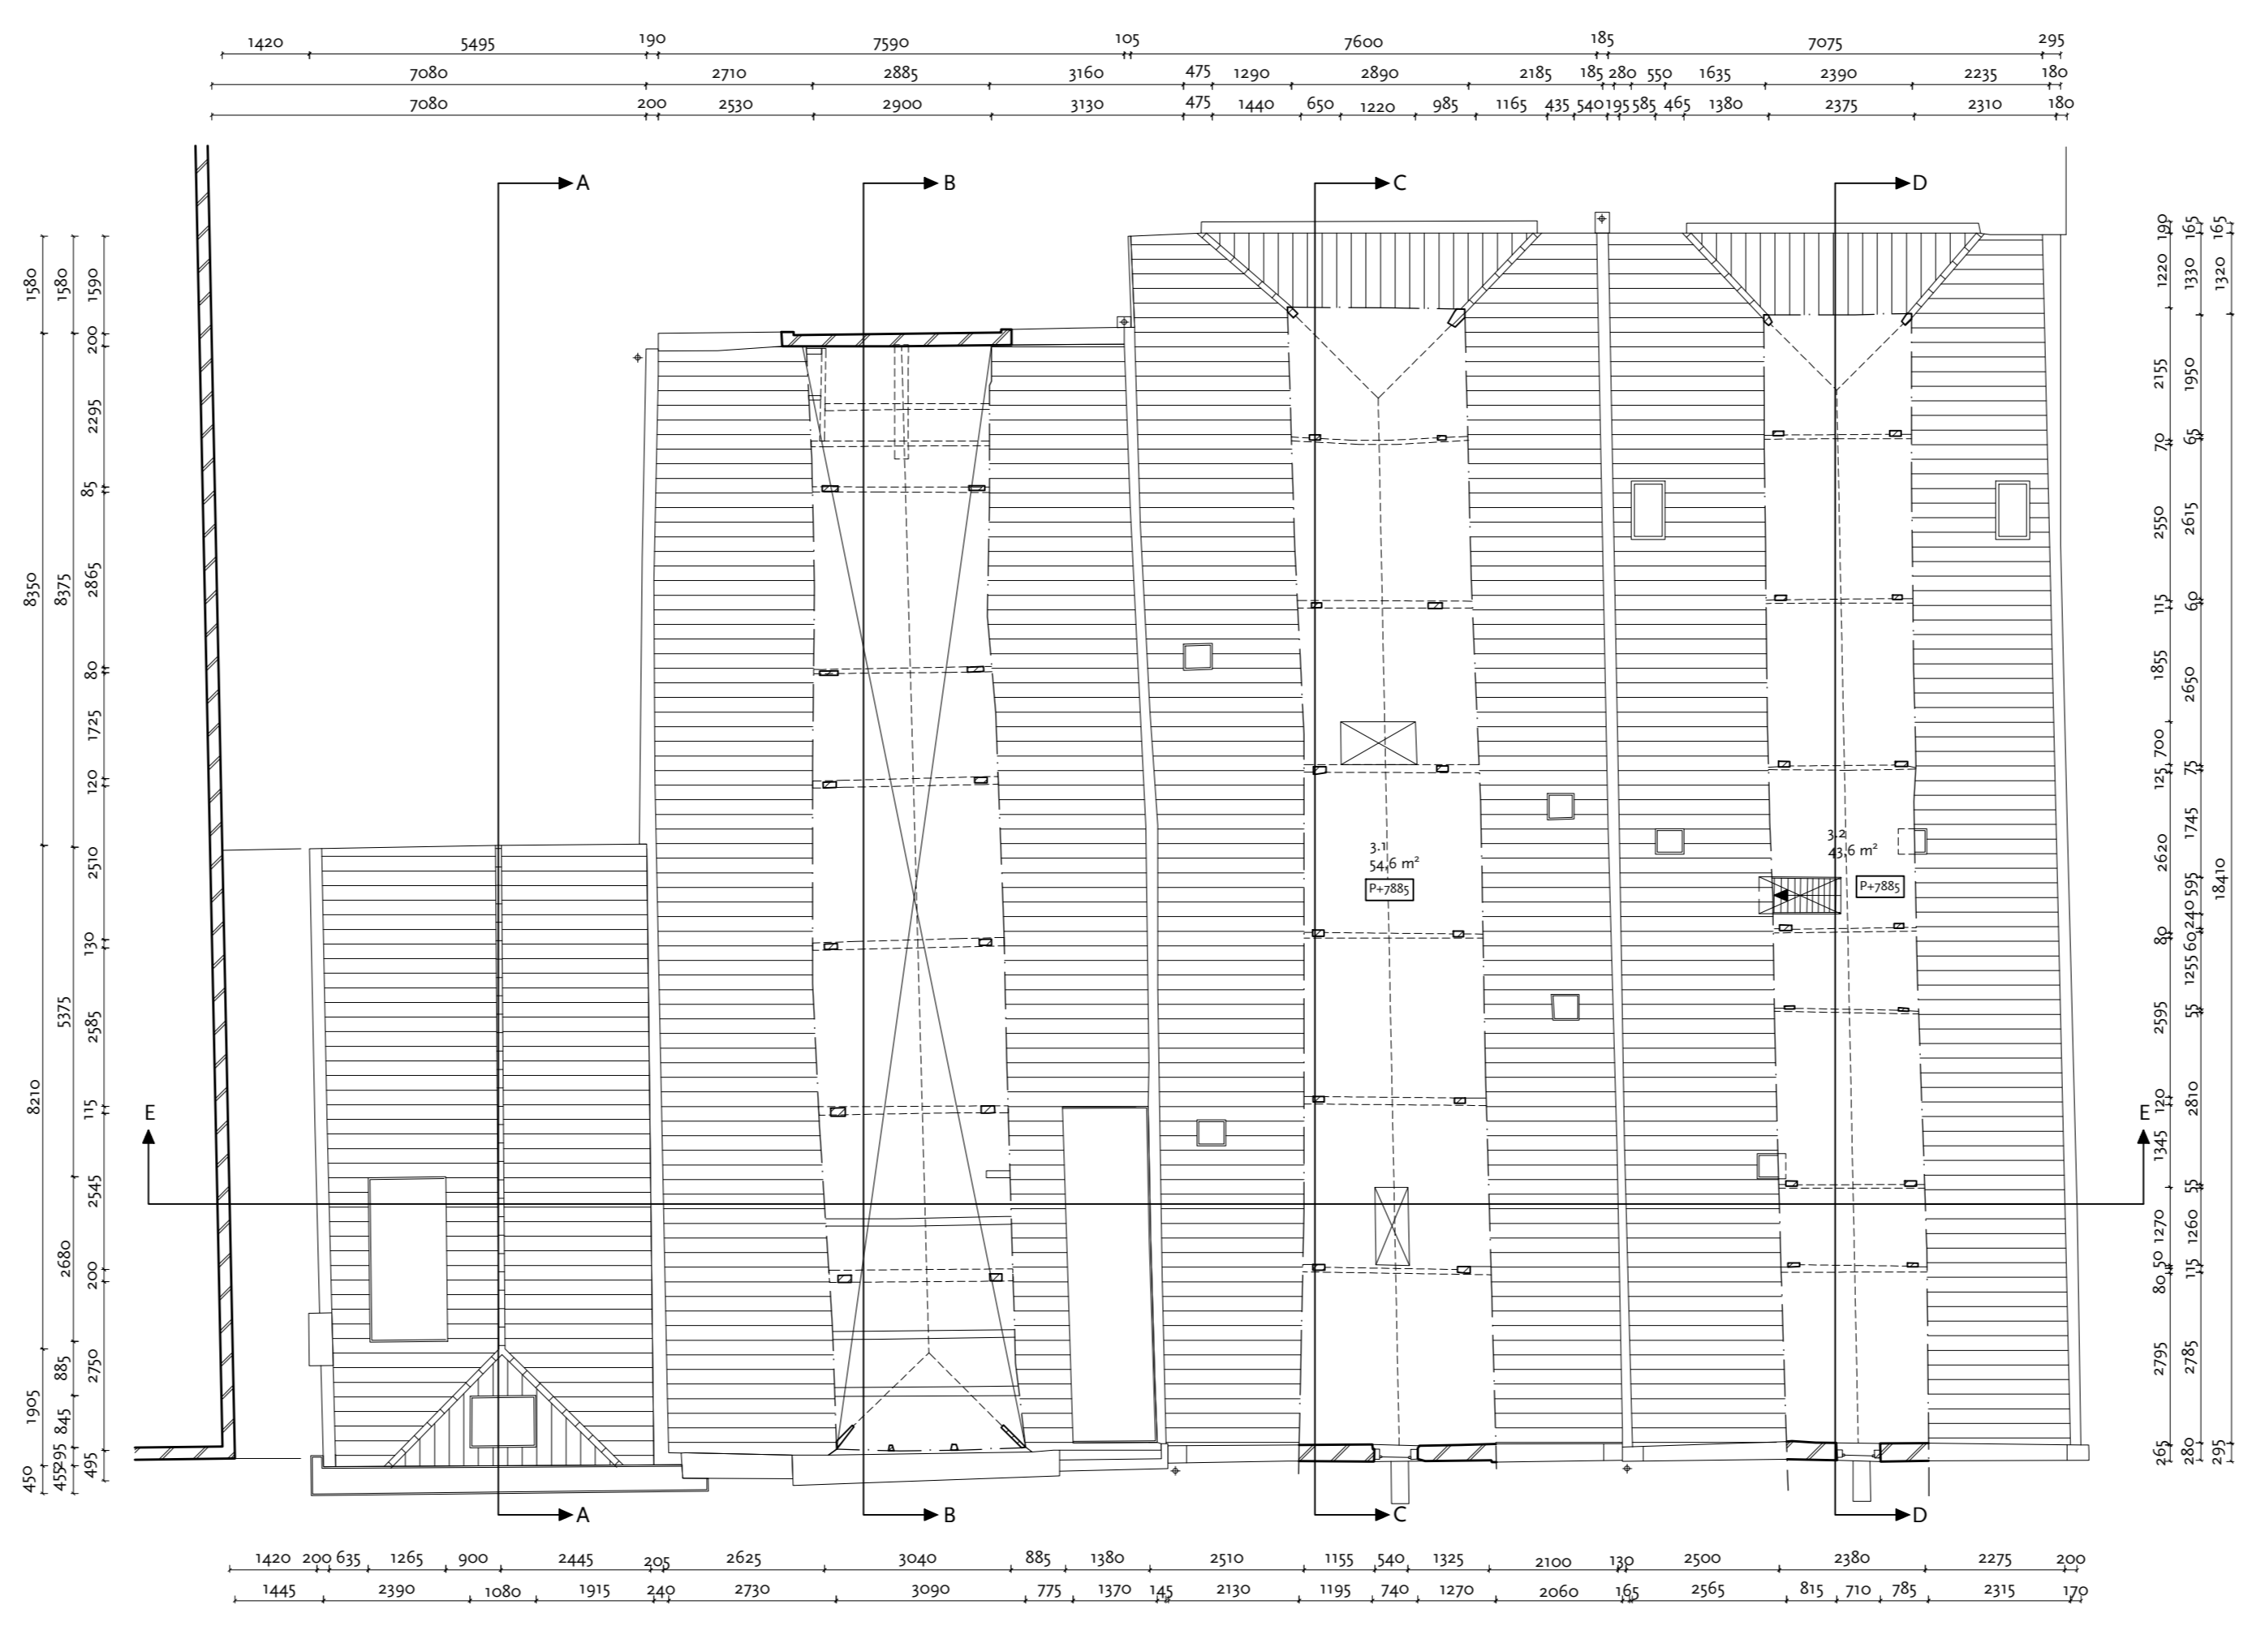 1420 5495 190 7590 105 7600 185 7075 295
7080 2710 2885 3160 475 1290 2890 2185 185 280 550 1635 2390 2235 180
7080 200 2530 2900 3130 475 1440 650 1220 985 1165 435 540 195 585 465 1380 2375 2310 180
A B C D
1580 8350 8210 1905 450
1580 8375 5375 2680 885 845 295 455
1590 200 2295 85 2865 80 1725 120 2510 130 2585 115 2545 200 2750 495
190 1220 2155 70 2550 115 1855 700 125 2620 80 2595 120 1345 1270 50 80 2795 265
165 1330 1950 65 2615 60 2650 75 1745 595 240 60 1255 55 2810 55 1260 115 2785 280
165 1320 18410 295
3.1
54,6 m²
P+7885
3.2
43,6 m²
P+7885
E E
A B C D
1420 200 635 1265 900 2445 205 2625 3040 885 1380 2510 1155 540 1325 2100 130 2500 2380 2275 200
1445 2390 1080 1915 240 2730 3090 775 1370 145 2130 1195 740 1270 2060 165 2565 815 710 785 2315 170